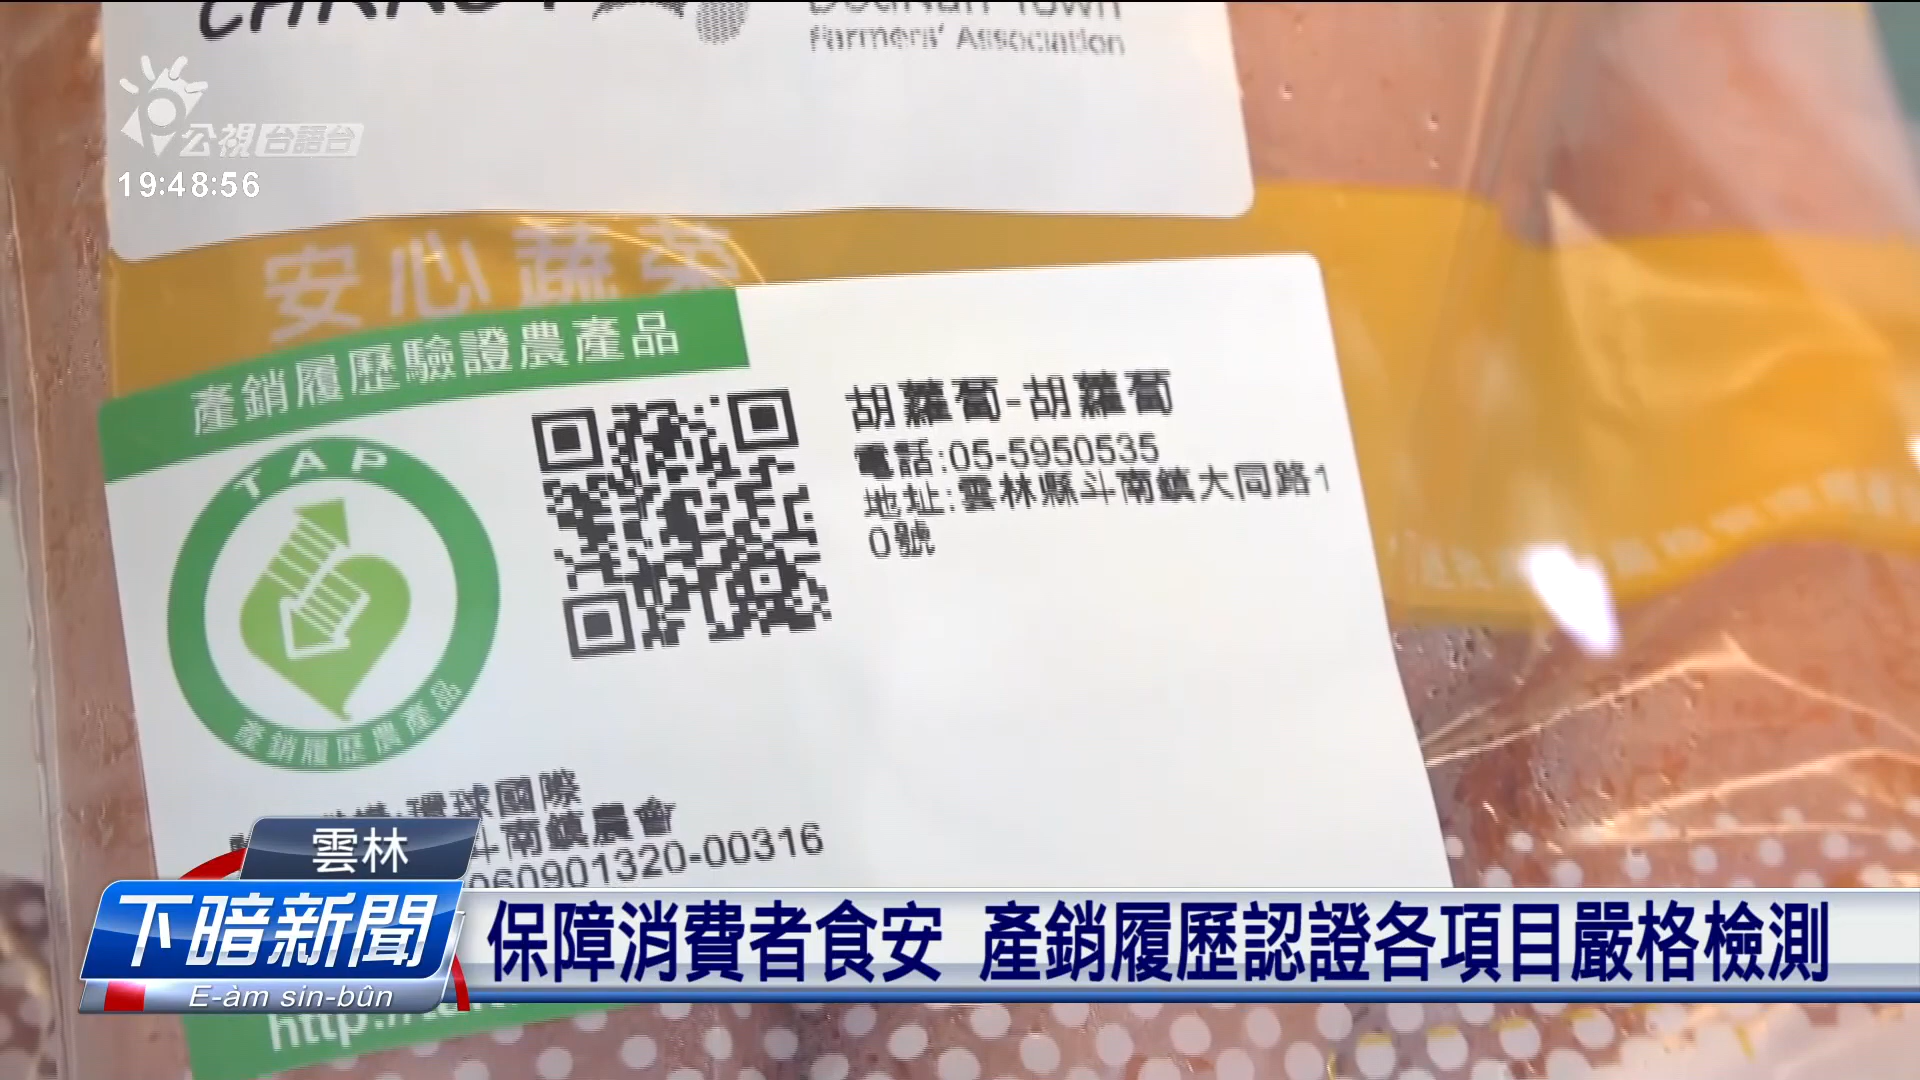 Farmers' Association
公視 台語台
19:48:56
安心蔬菜
產銷履歷驗證農產品
TAP
產銷履歷農產品
胡蘿蔔-胡蘿蔔
電話:05-5950535
地址:雲林縣斗南鎮大同路1
0號
環球國際
斗南鎮農會
060901320-00316
雲林
下暗新聞
E-àm sin-bûn
保障消費者食安 產銷履歷認證各項目嚴格檢測
http:/